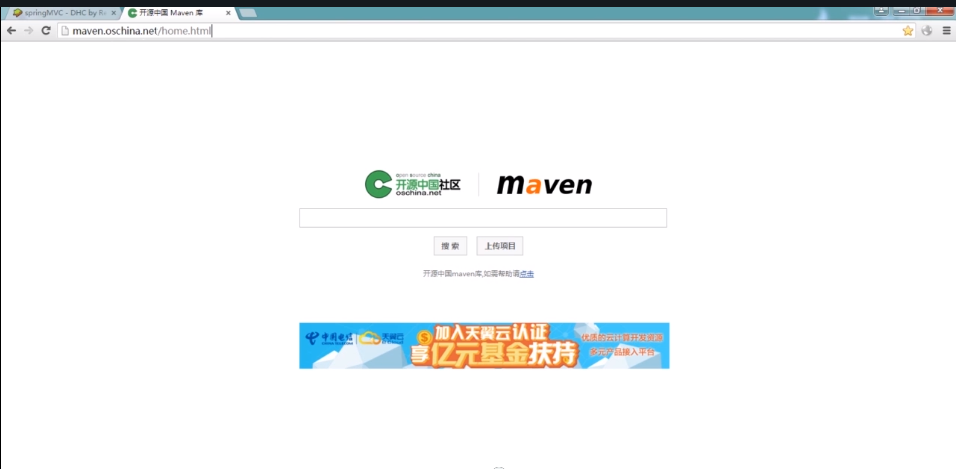 springMVC - DHC by Re
开源中国 Maven 库
maven.oschina.net/home.html
open source china
开源中国社区
oschina.net
maven
搜 索
上传项目
开源中国maven库,如需帮助请点击
中国电信
天翼云
加入天翼云认证
享亿元基金扶持
优质的云计算开发资源
多元产品接入平台